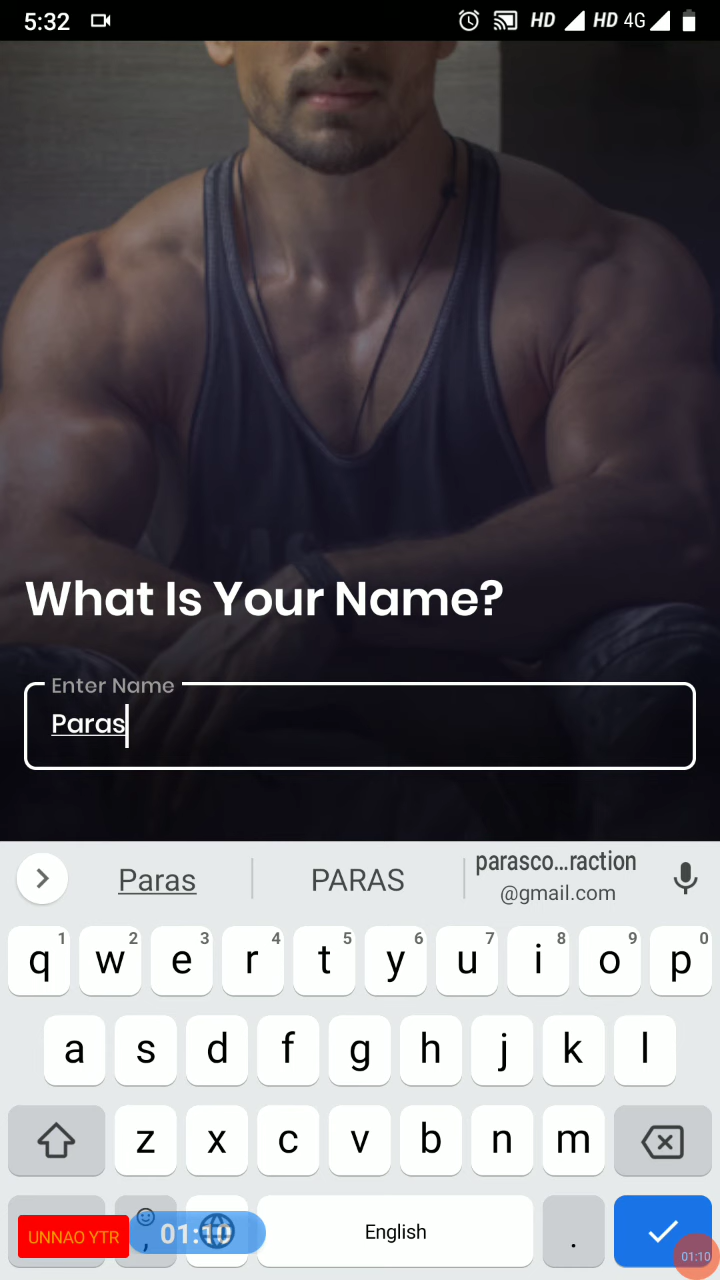 5:32 HD HD 4G
What Is Your Name?
Enter Name
Paras
Paras PARAS parasco...raction
@gmail.com
1 2 3 4 5 6 7 8 9 0
q w e r t y u i o p
a s d f g h j k l
z x c v b n m
UNNAO YTR , 01:10 English .
01:10